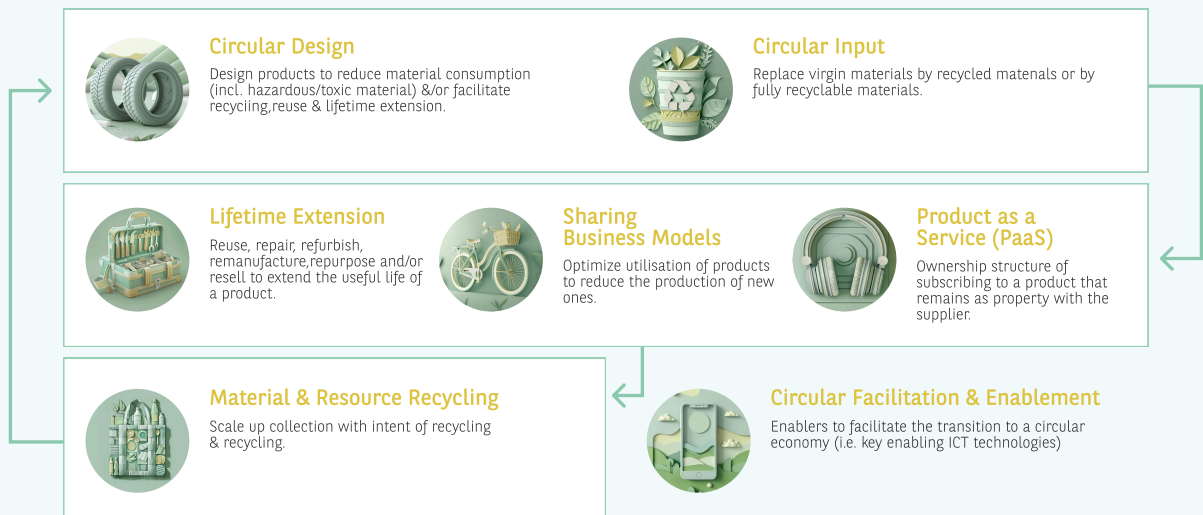 Circular Design
Design products to reduce material consumption
(incl. hazardous/toxic material) &/or facilitate
recyciing,reuse & lifetime extension.
Circular Input
Replace virgin materials by recycled matenals or by
fully recyclable materials.
Lifetime Extension
Reuse, repair, refurbish,
remanufacture,repurpose and/or
resell to extend the useful life of
a product.
Sharing
Business Models
Optimize utilisation of products
to reduce the production of new
ones.
Product as a
Service (PaaS)
Ownership structure of
subscribing to a product that
remains as property with the
supplier.
Material & Resource Recycling
Scale up collection with intent of recycling
& recycling.
Circular Facilitation & Enablement
Enablers to facilitate the transition to a circular
economy (i.e. key enabling ICT technologies)